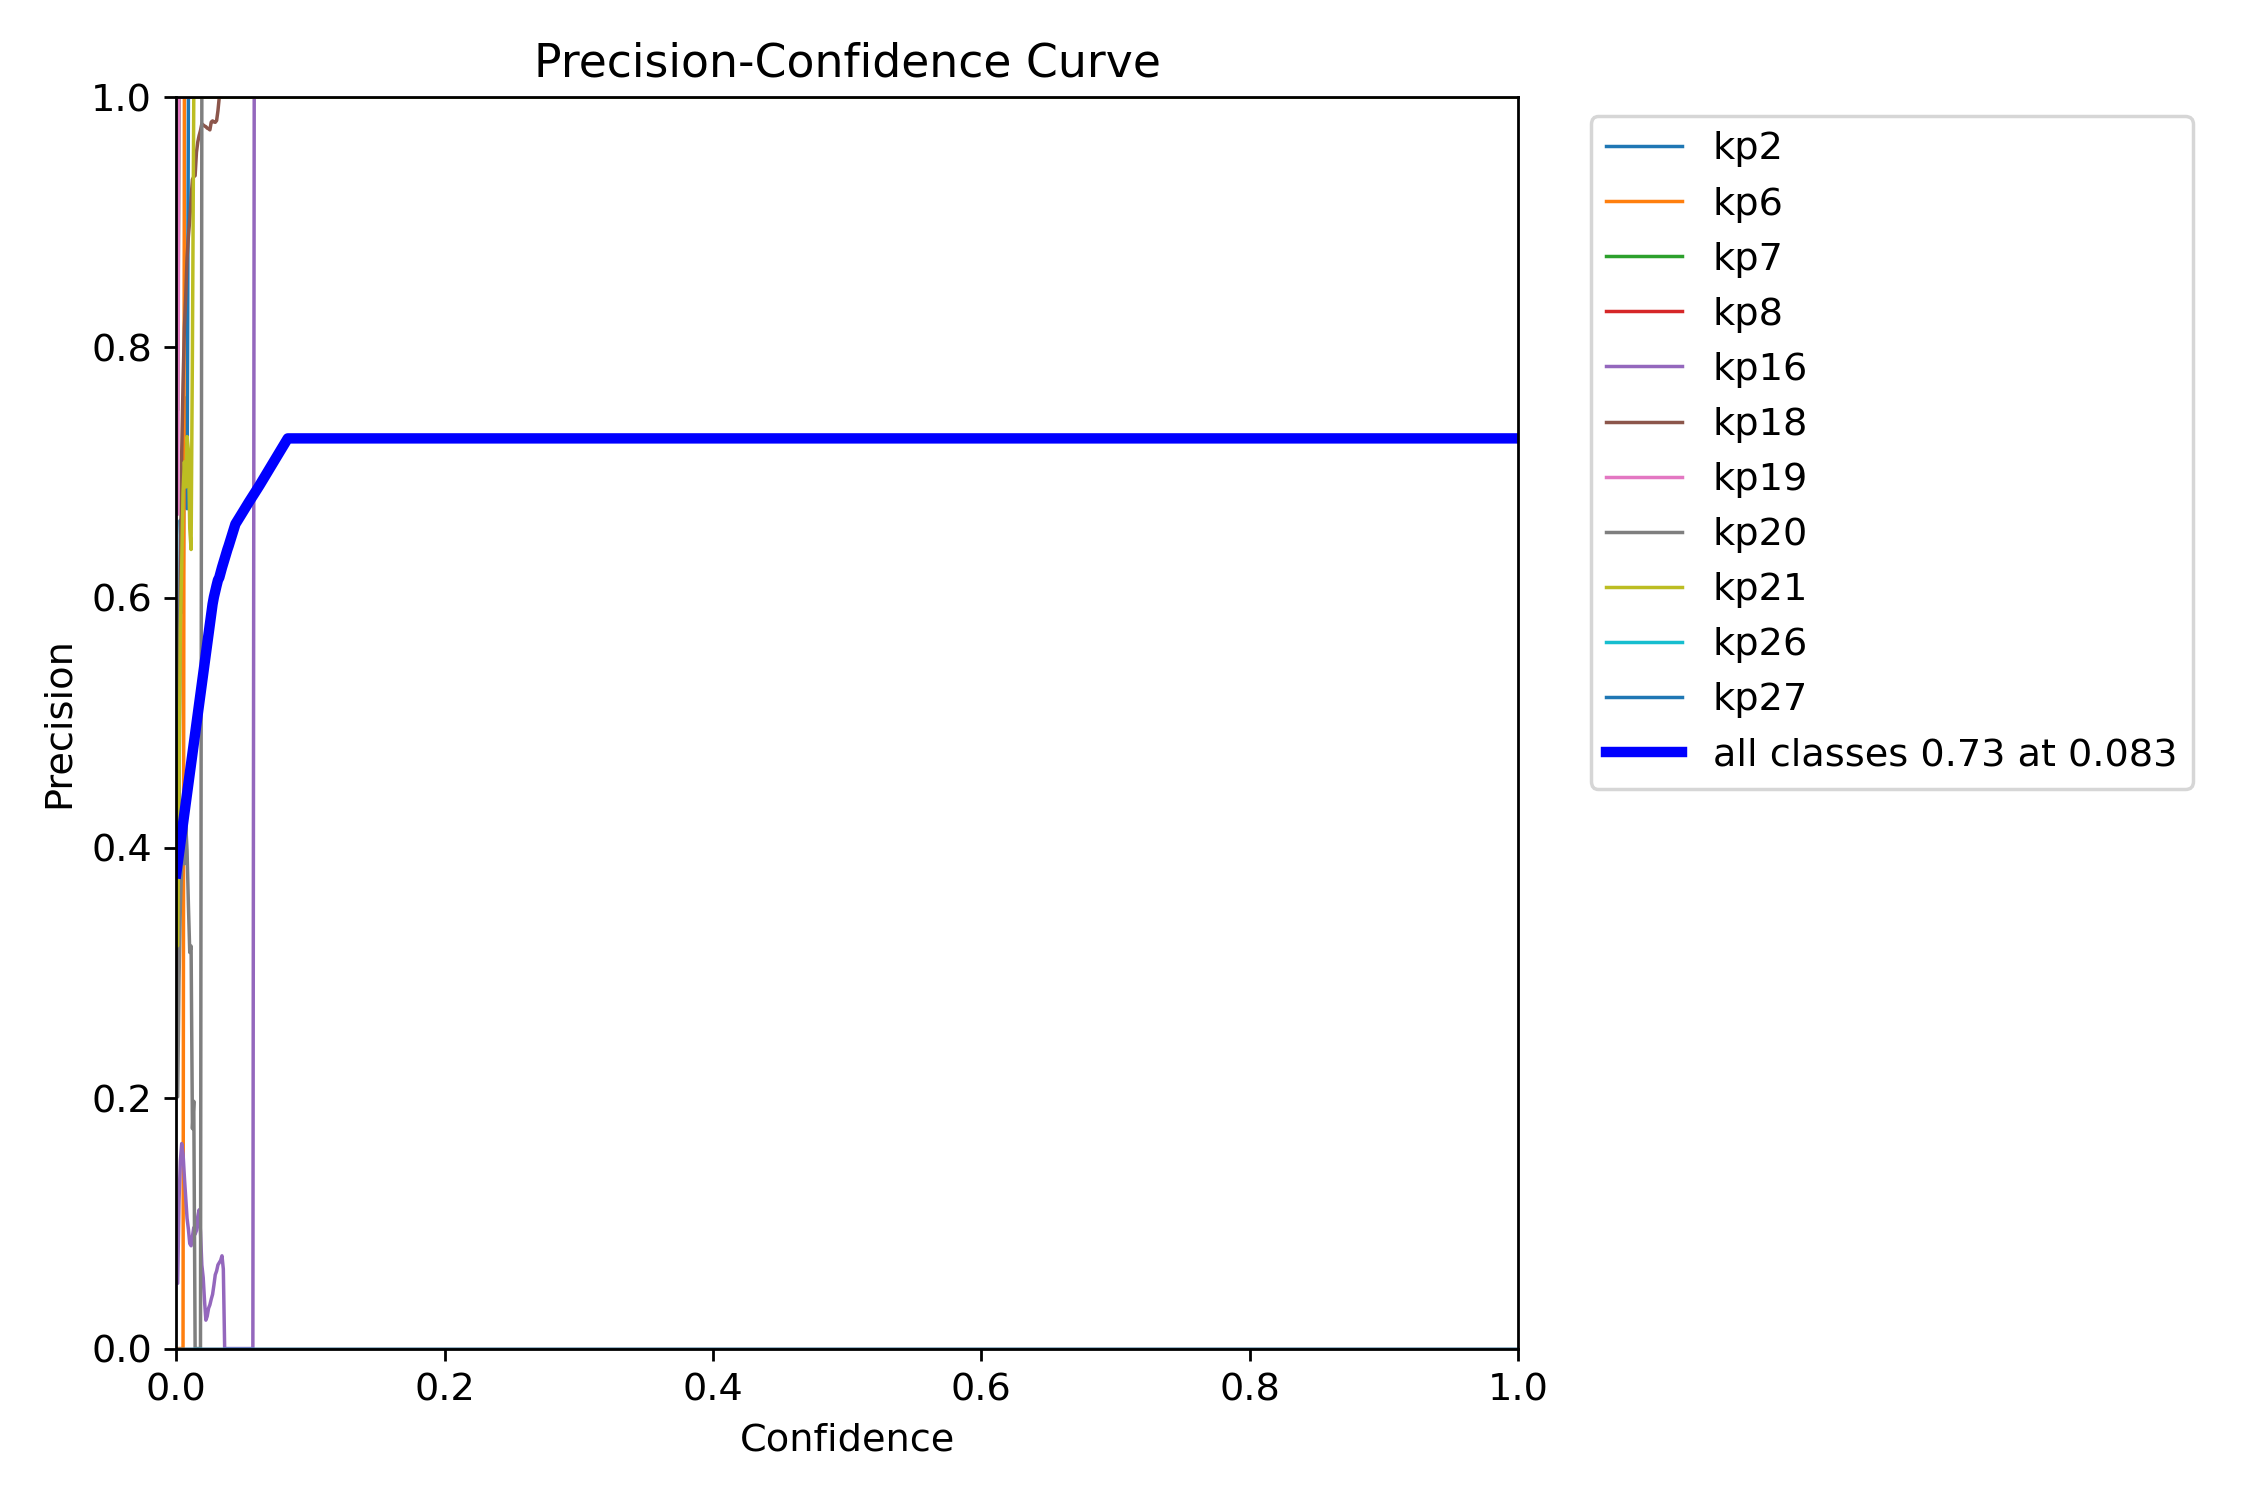 Precision-Confidence Curve
1.0
0.8
0.6
0.4
0.2
0.0
Precision
0.0 0.2 0.4 0.6 0.8 1.0
Confidence
kp2
kp6
kp7
kp8
kp16
kp18
kp19
kp20
kp21
kp26
kp27
all classes 0.73 at 0.083